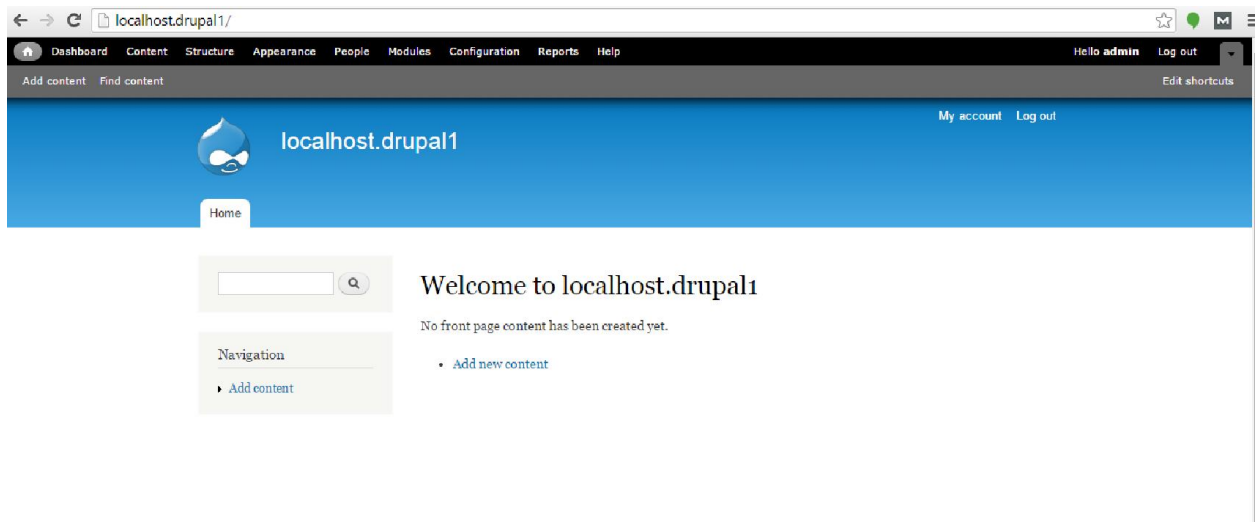 localhost.drupal1/
Dashboard Content Structure Appearance People Modules Configuration Reports Help Hello admin Log out
Add content Find content Edit shortcuts
My account Log out
localhost.drupal1
Home
Welcome to localhost.drupal1
No front page content has been created yet.
Navigation
• Add new content
Add content